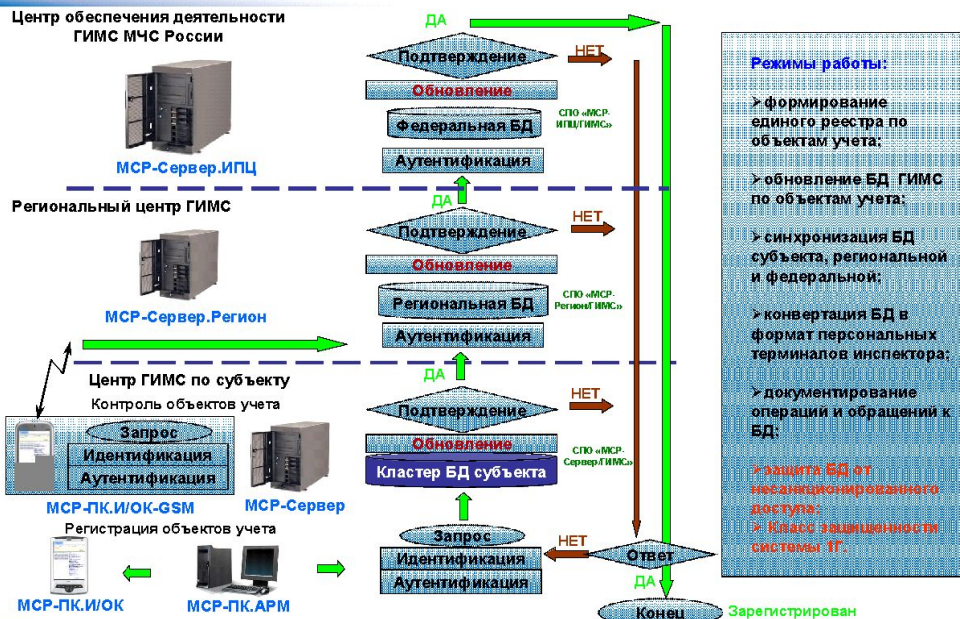 Центр обеспечения деятельности
ГИМС МЧС России
МСР-Сервер.ИПЦ
ДА
Подтверждение
НЕТ
Обновление
Федеральная БД
СПО «МСР-
ИПЦ/ГИМС»
Аутентификация
ДА
Региональный центр ГИМС
МСР-Сервер.Регион
Подтверждение
НЕТ
Обновление
Региональная БД
СПО «МСР-
Регион/ГИМС»
Аутентификация
ДА
Центр ГИМС по субъекту
Контроль объектов учета
Запрос
Идентификация
Аутентификация
МСР-ПК.И/ОК-GSM
МСР-Сервер
Подтверждение
НЕТ
Обновление
Кластер БД субъекта
СПО «МСР-
Сервер/ГИМС»
Регистрация объектов учета
МСР-ПК.И/ОК
МСР-ПК.АРМ
Запрос
Идентификация
Аутентификация
НЕТ
Ответ
ДА
Конец
Зарегистрирован
Режимы работы:
➢формирование
единого реестра по
объектам учета;
➢обновление БД ГИМС
по объектам учета;
➢синхронизация БД
субъекта, региональной
и федеральной;
➢конвертация БД в
формат персональных
терминалов инспектора;
➢документирование
операций и обращений к
БД;
➢защита БД от
несанкционированного
доступа;
➢ Класс защищенности
системы 1Г.